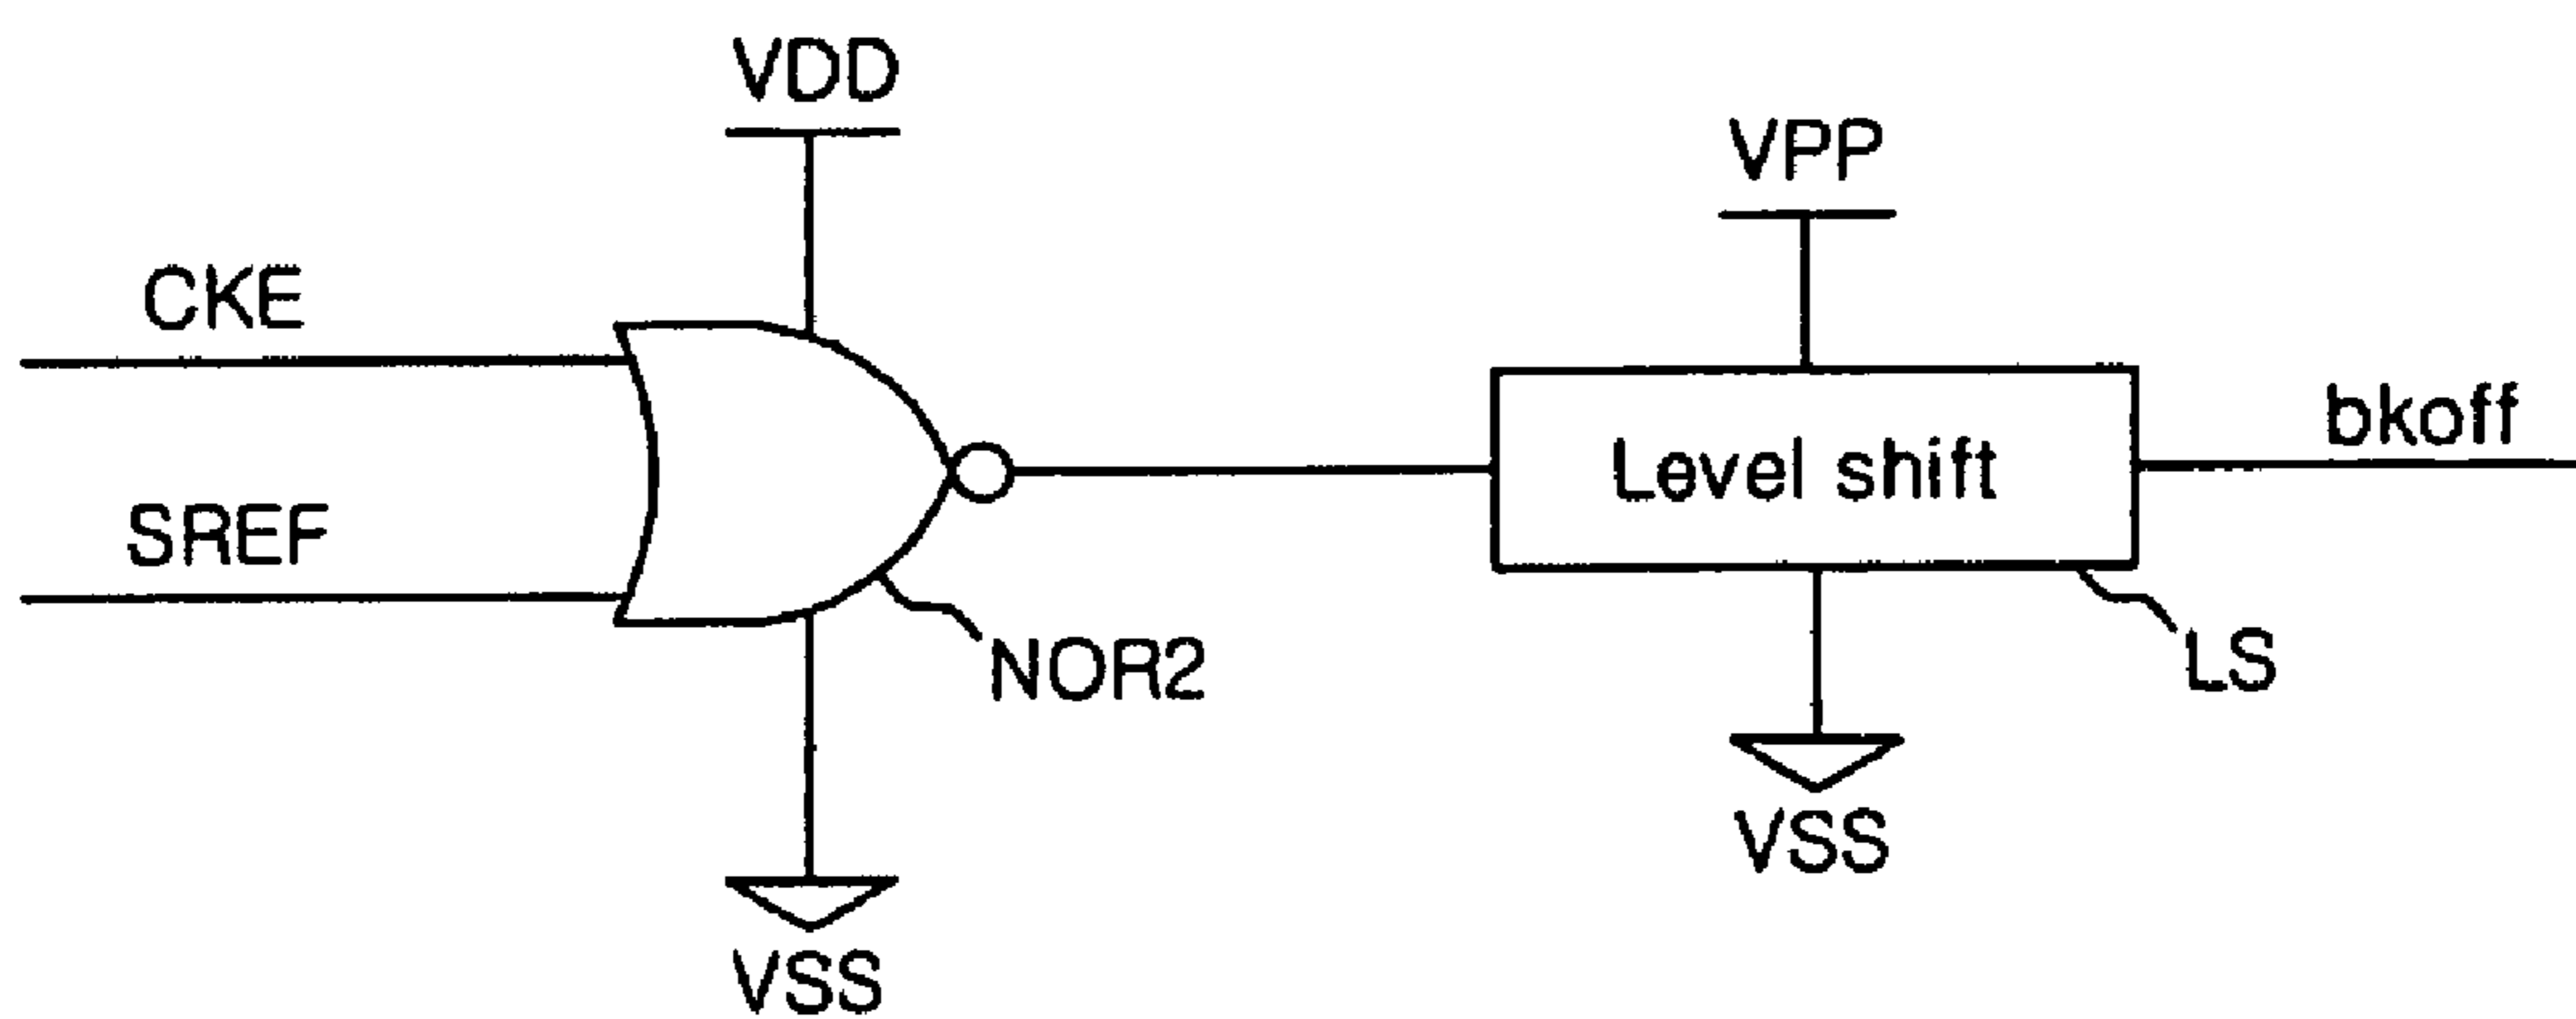 VDD
VPP
CKE
bkoff
Level shift
SREF
NOR2
LS
VSS
VSS